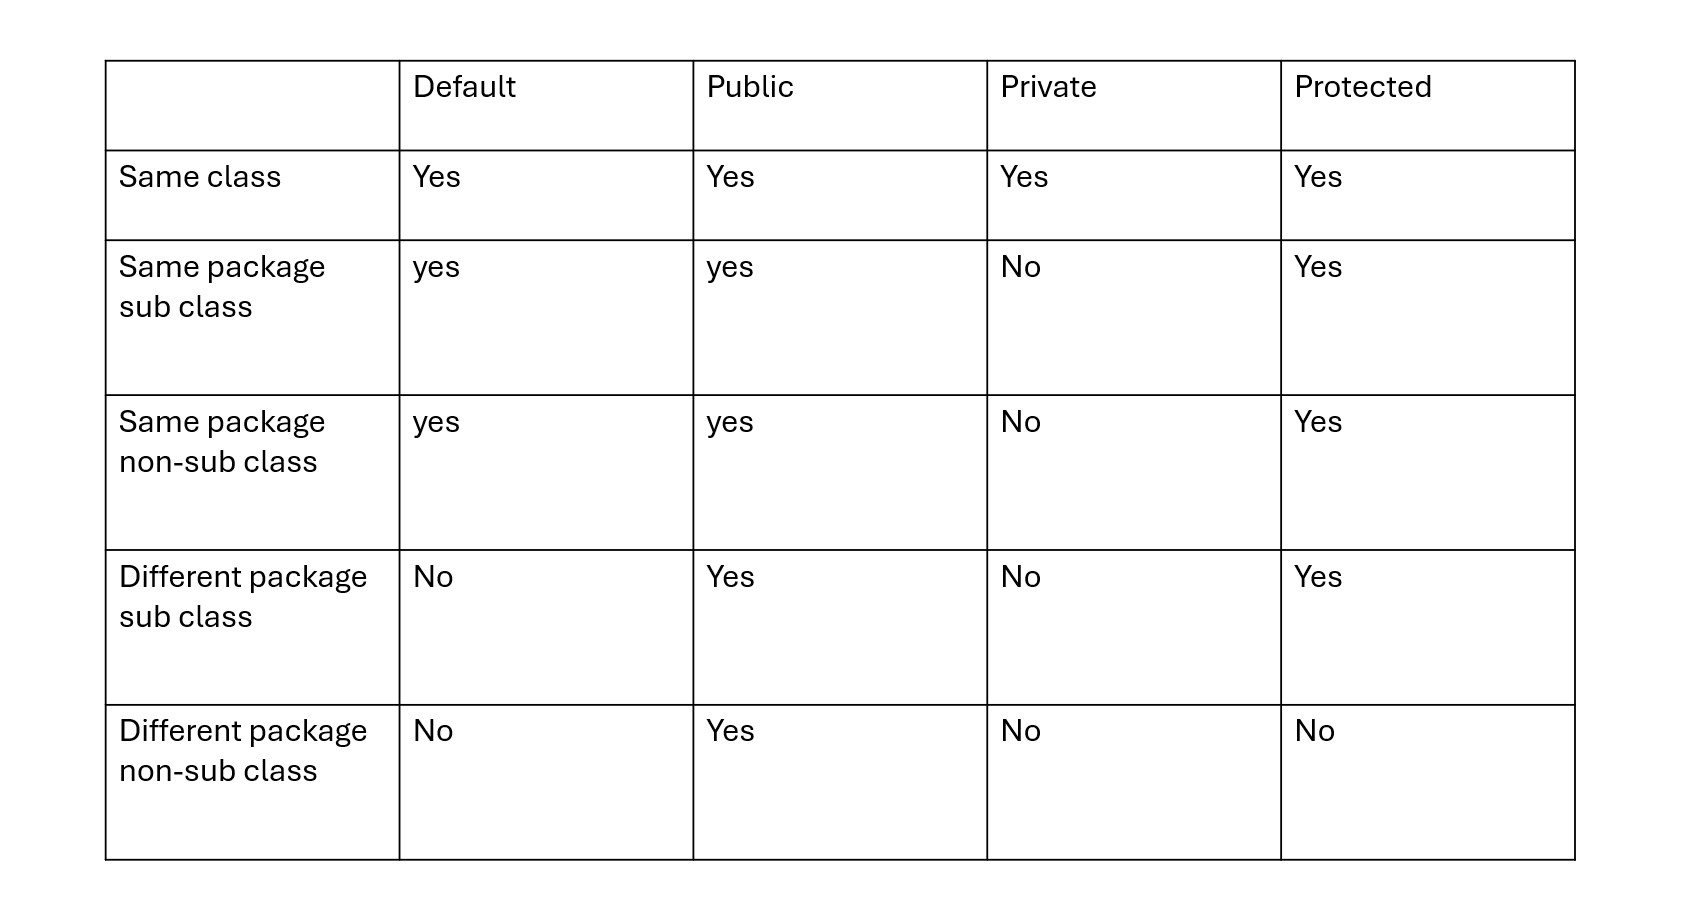 Default Public Private Protected
Same class Yes Yes Yes Yes
Same package yes yes No Yes
sub class
Same package yes yes No Yes
non-sub class
Different package No Yes No Yes
sub class
Different package No Yes No No
non-sub class